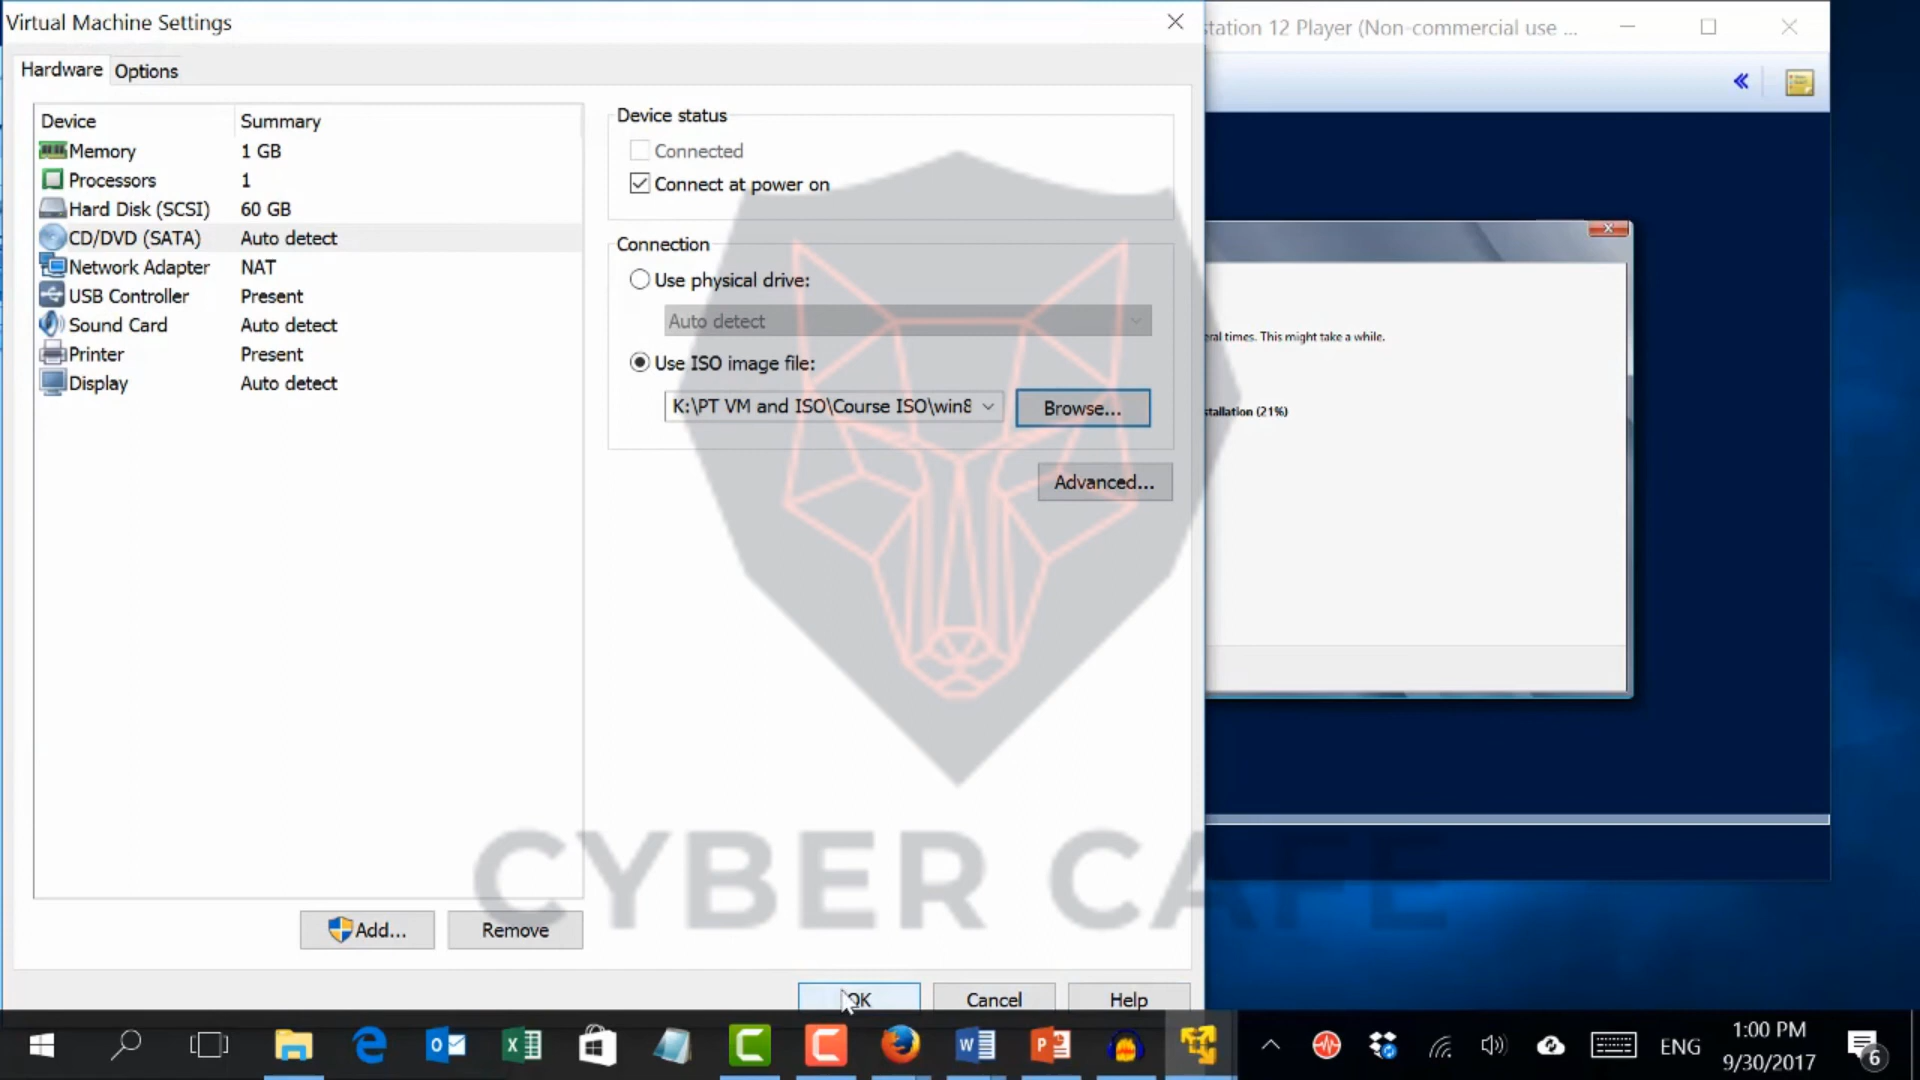 Virtual Machine Settings
tation 12 Player (Non-commercial use ...
Hardware
Options
Device Summary
Memory 1 GB
Processors 1
Hard Disk (SCSI) 60 GB
CD/DVD (SATA) Auto detect
Network Adapter NAT
USB Controller Present
Sound Card Auto detect
Printer Present
Display Auto detect
Device status
Connected
Connect at power on
Connection
Use physical drive:
Auto detect
Use ISO image file:
K:\PT VM and ISO\Course ISO\win8
Browse...
Advanced...
eral times. This might take a while.
stallation (21%)
CYBER CAFE
Add...
Remove
OK
Cancel
Help
ENG
1:00 PM
9/30/2017
6